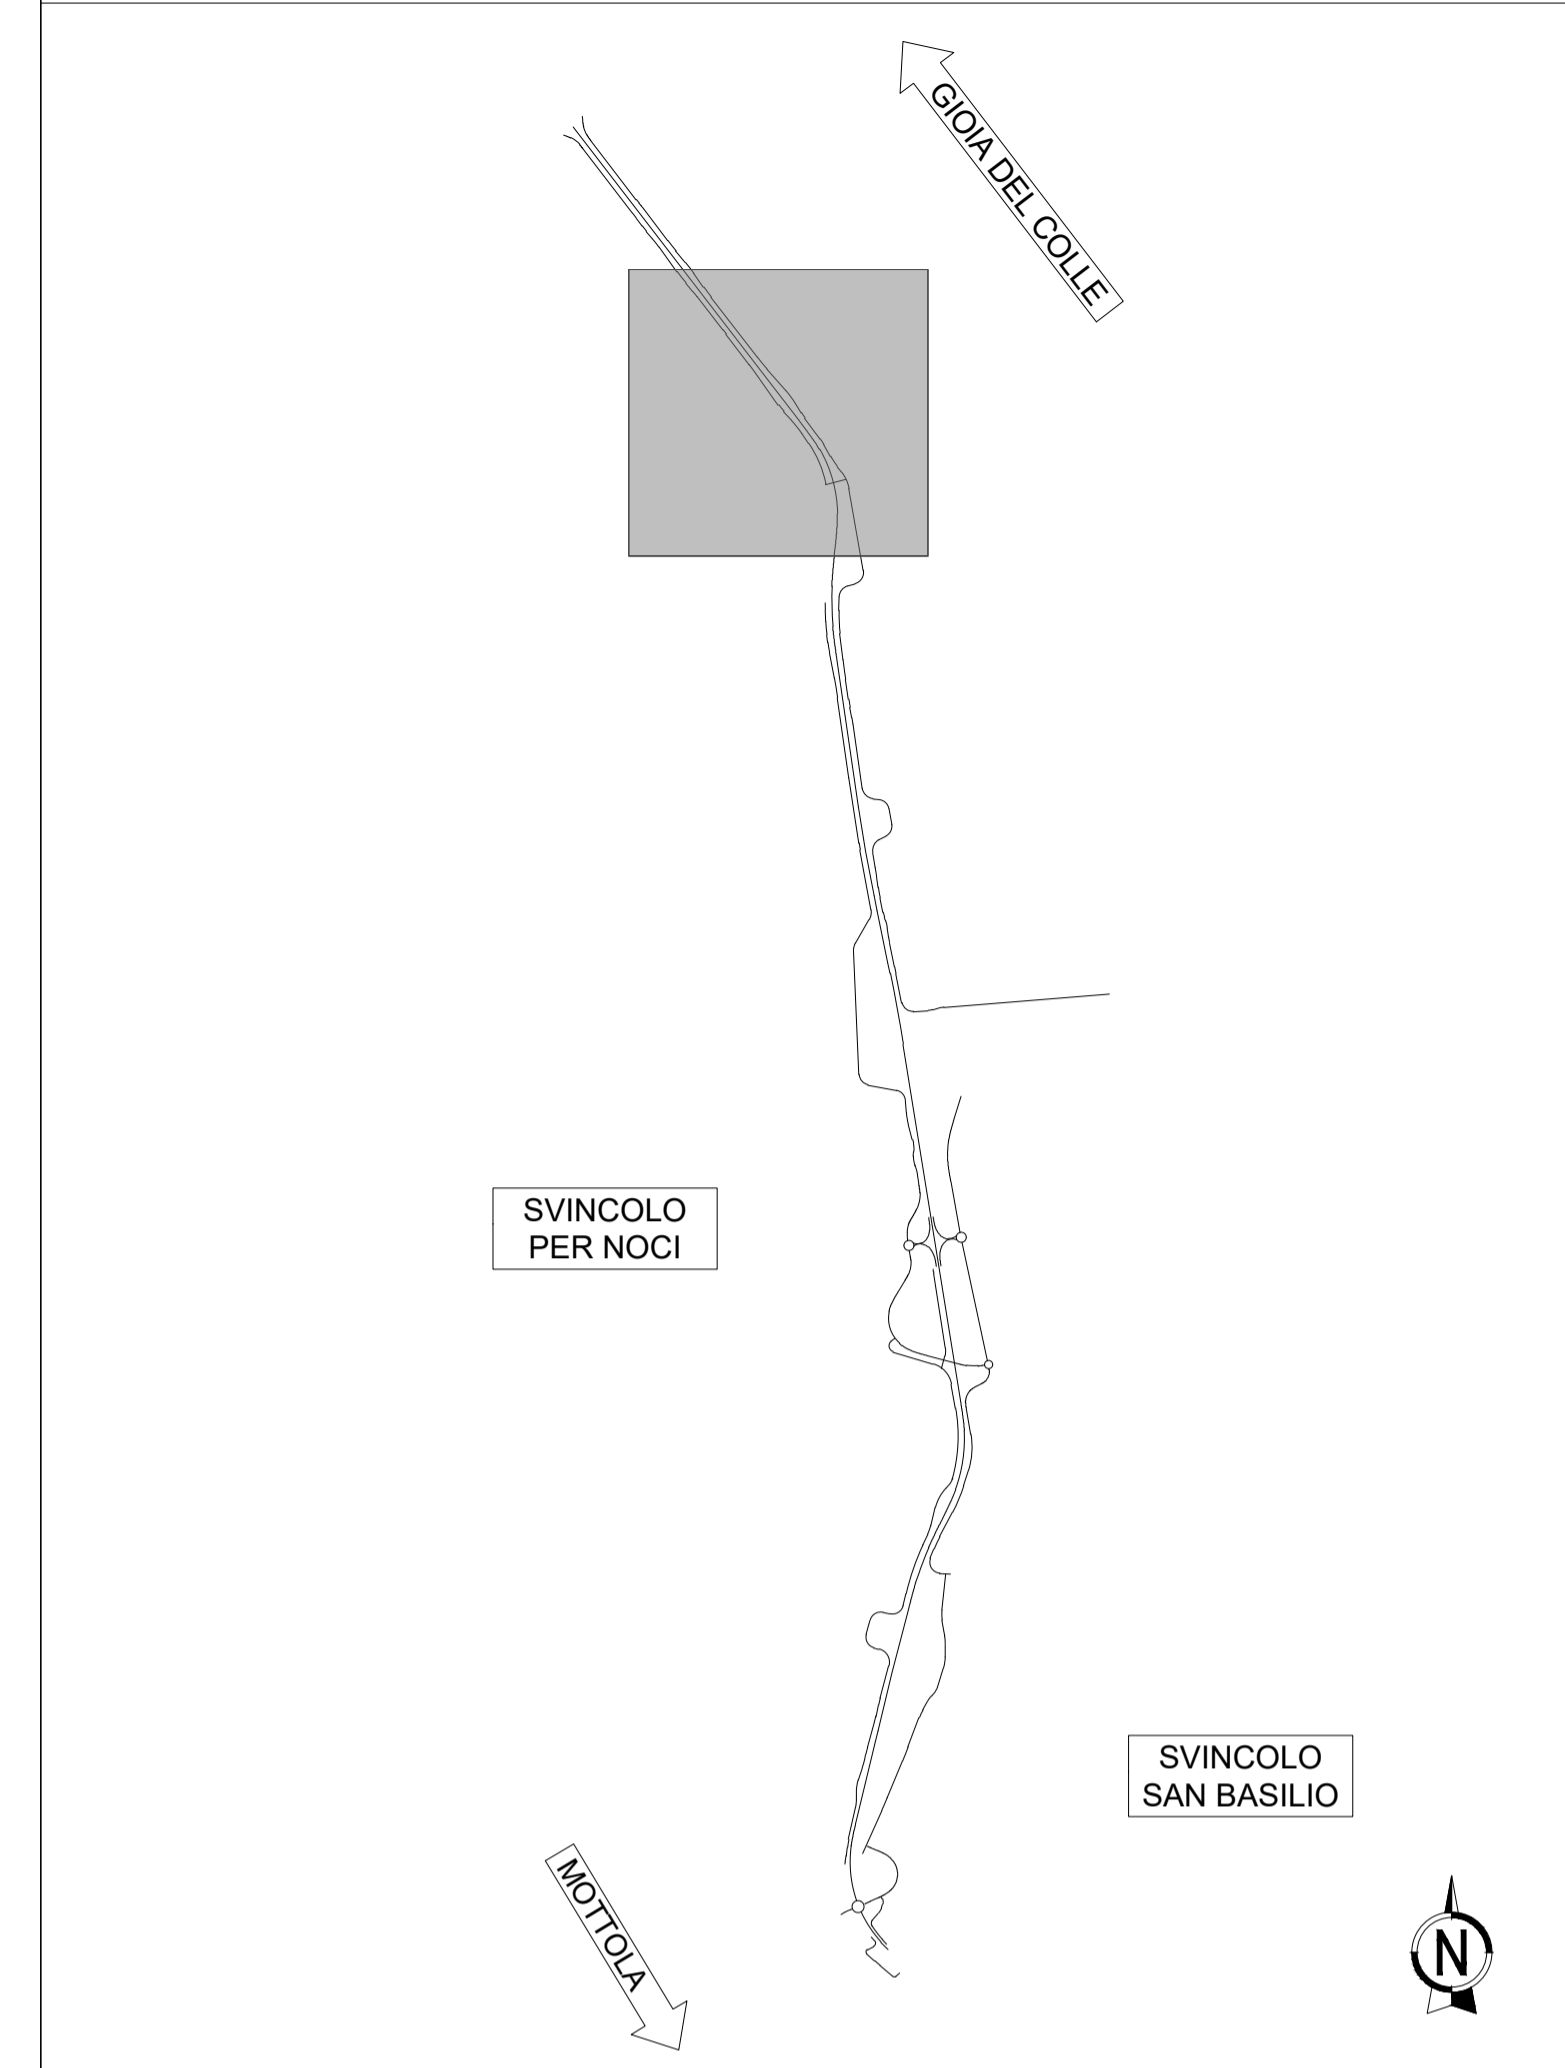 GIOIA DEL COLLE
SVINCOLO
PER NOCI
SVINCOLO
SAN BASILIO
MOTTOLA
N